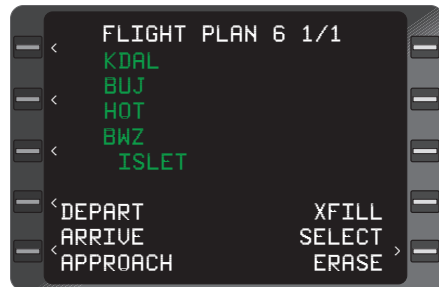 FLIGHT PLAN 6 1/1
< KDAL
BUJ
< HOT
BWZ
< ISLET
< DEPART XFILL
ARRIVE SELECT >
< APPROACH ERASE